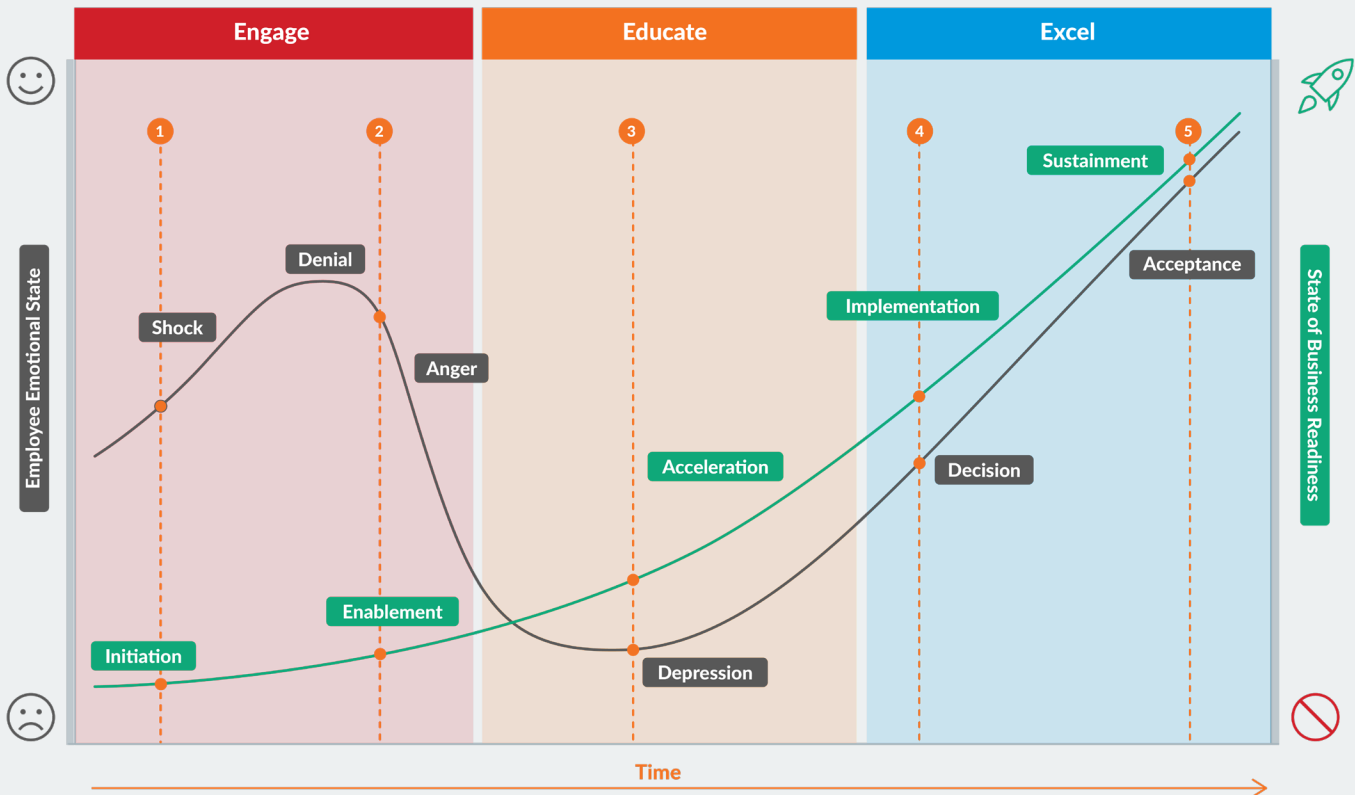 Engage
Educate
Excel
1
2
3
4
5
Sustainment
Denial
Acceptance
Implementation
Shock
Anger
Acceleration
Decision
Enablement
Initiation
Depression
Employee Emotional State
State of Business Readiness
Time